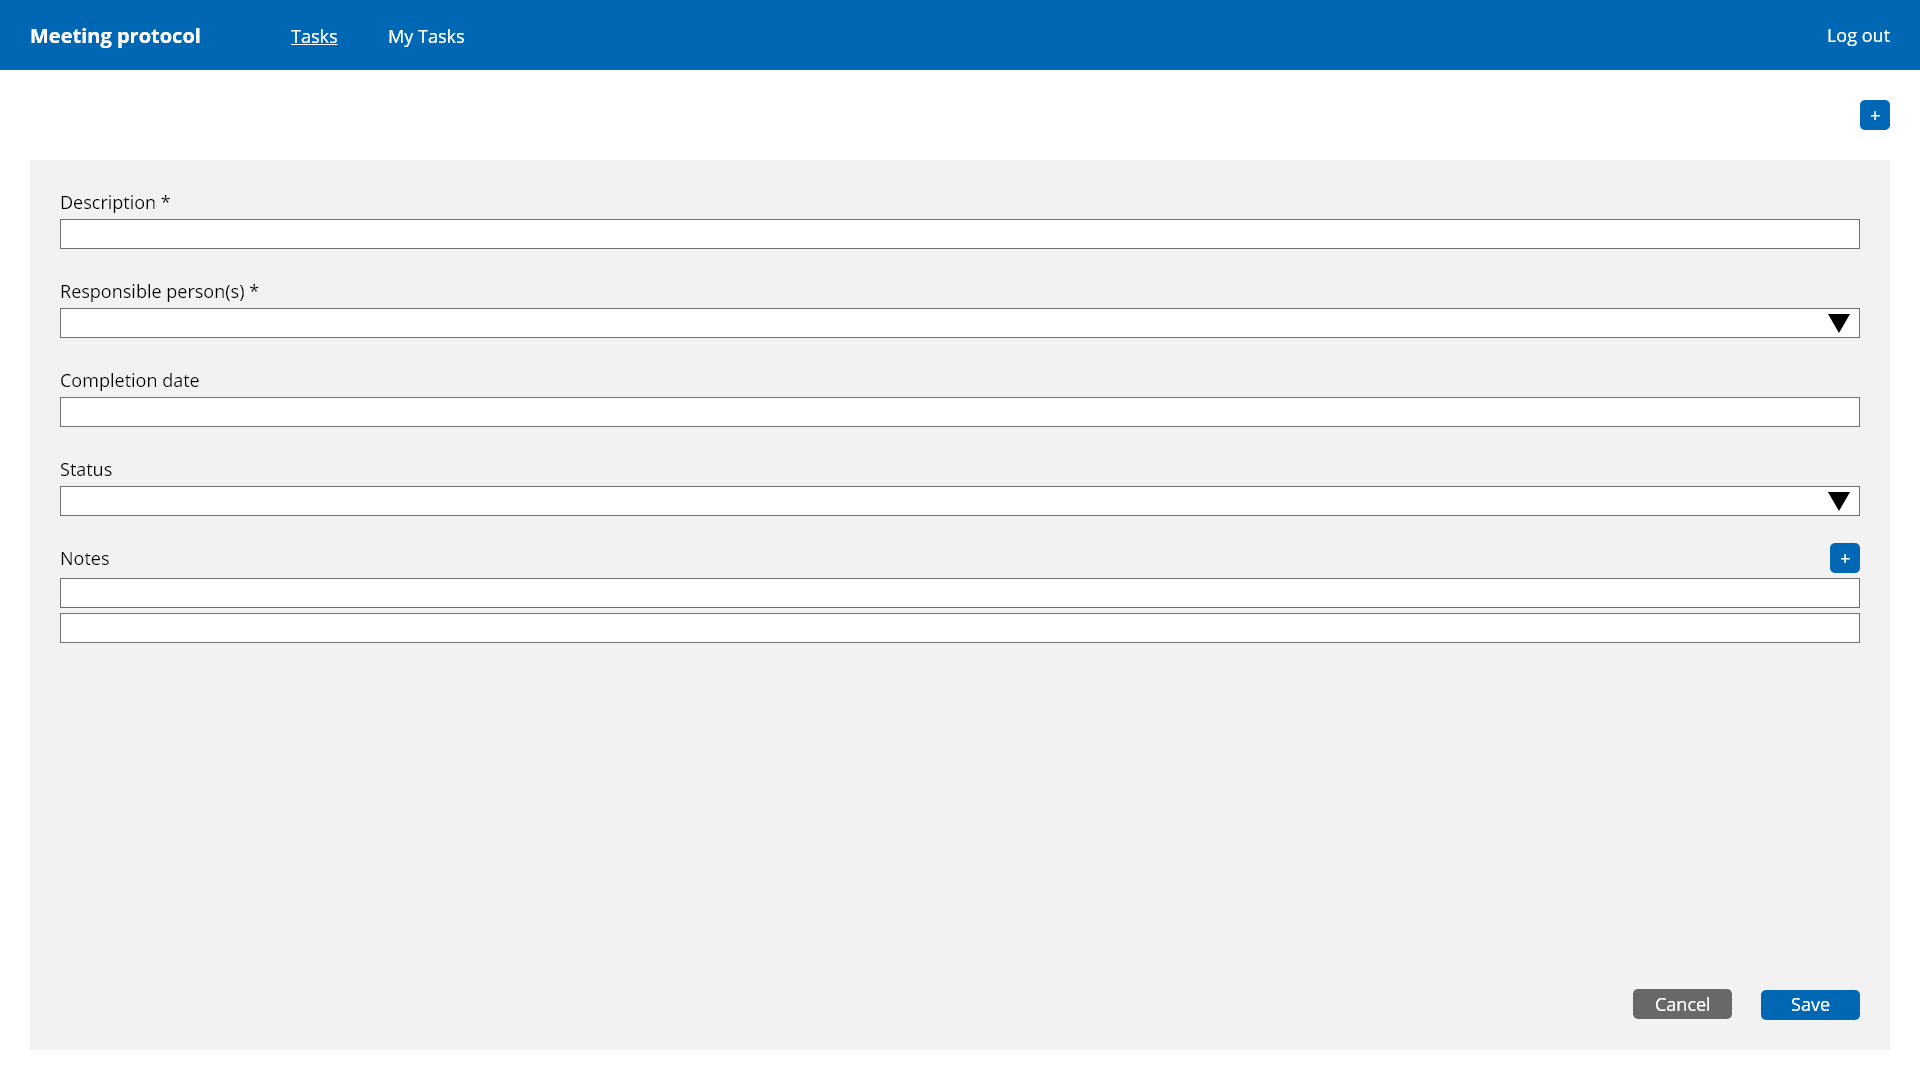 Meeting protocol Tasks My Tasks Log out
+
Description *
Responsible person(s) *
Completion date
Status
Notes +
Cancel Save